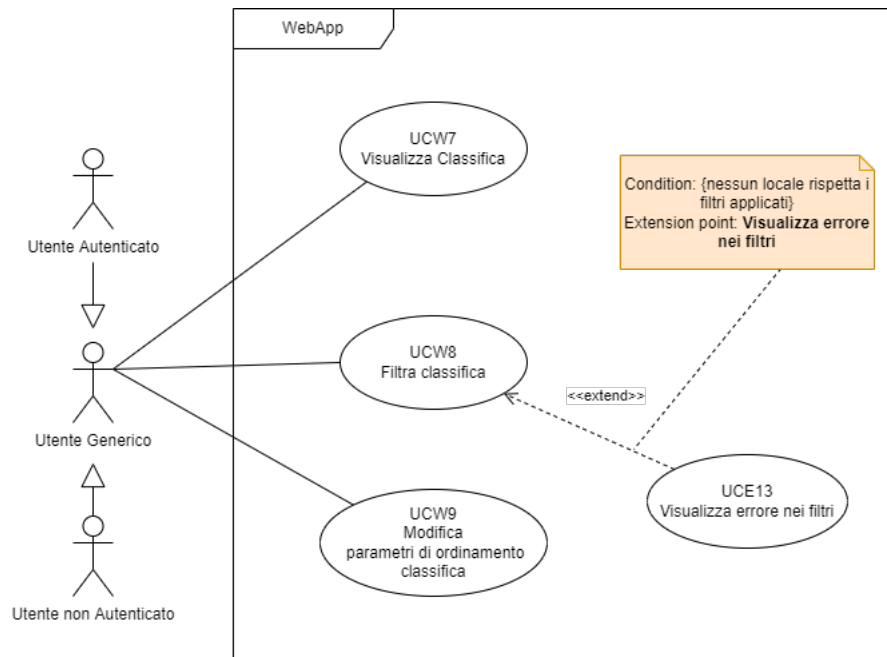 WebApp
UCW7
Visualizza Classifica
Utente Autenticato
Condition: {nessun locale rispetta i
filtri applicati}
Extension point: Visualizza errore
nei filtri
UCW8
Filtra classifica
<<extend>>
Utente Generico
UCE13
Visualizza errore nei filtri
UCW9
Modifica
parametri di ordinamento
classifica
Utente non Autenticato